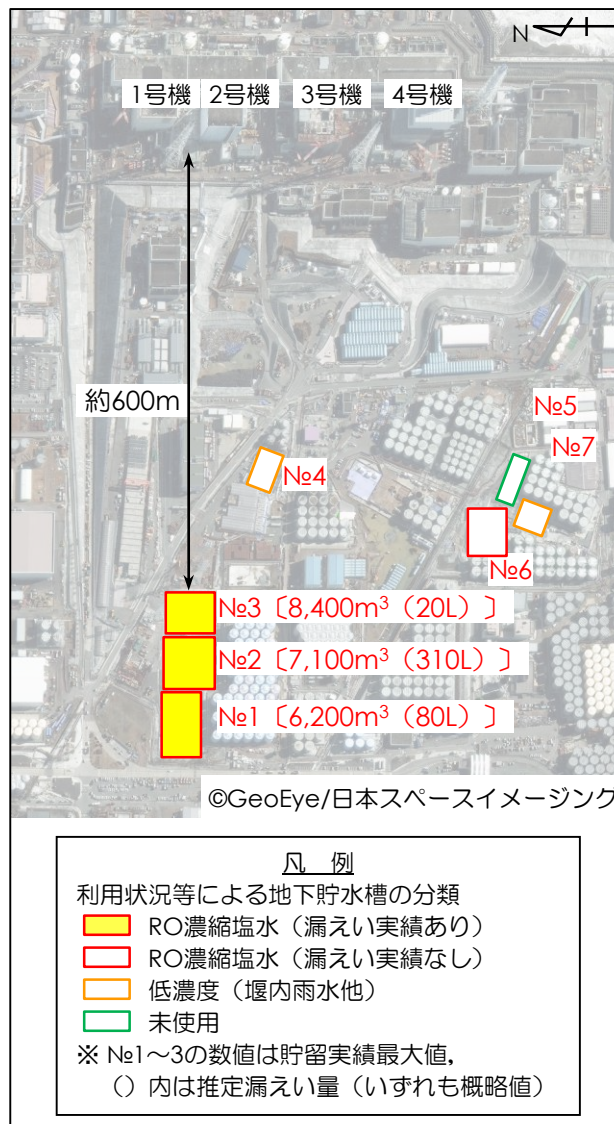 N
1号機 2号機 3号機 4号機
約600m
№5
№7
№4
№6
№3〔8,400m³（20L）〕
№2〔7,100m³（310L）〕
№1〔6,200m³（80L）〕
©GeoEye/日本スペースイメージング
凡 例
利用状況等による地下貯水槽の分類
RO濃縮塩水（漏えい実績あり）
RO濃縮塩水（漏えい実績なし）
低濃度（堰内雨水他）
未使用
※ №1～3の数値は貯留実績最大値，
（）内は推定漏えい量（いずれも概略値）